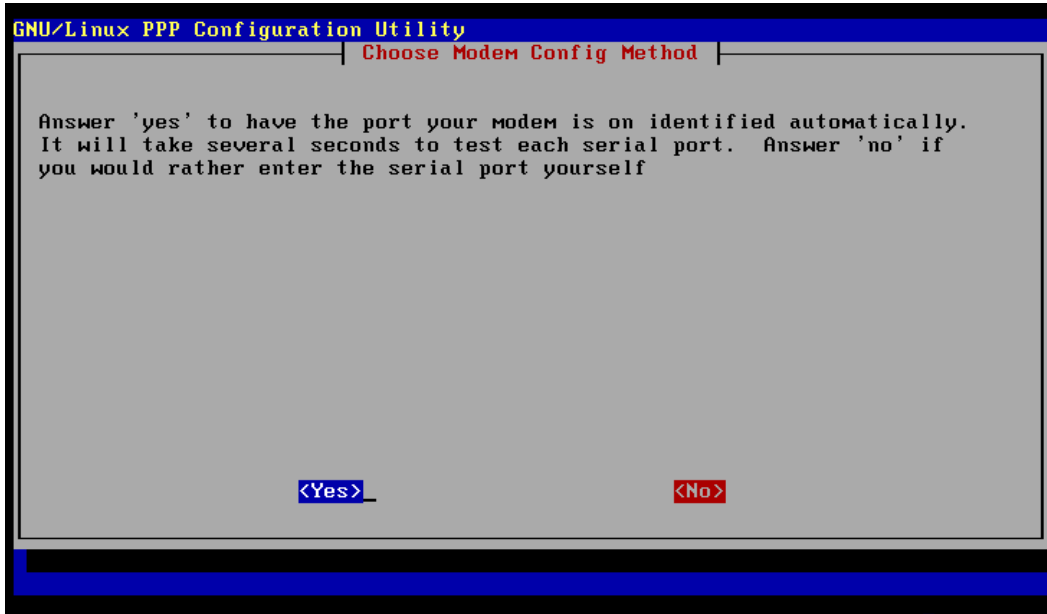 GNU/Linux PPP Configuration Utility
Choose Modem Config Method
Answer 'yes' to have the port your modem is on identified automatically.
It will take several seconds to test each serial port.  Answer 'no' if
you would rather enter the serial port yourself
<Yes> <No>